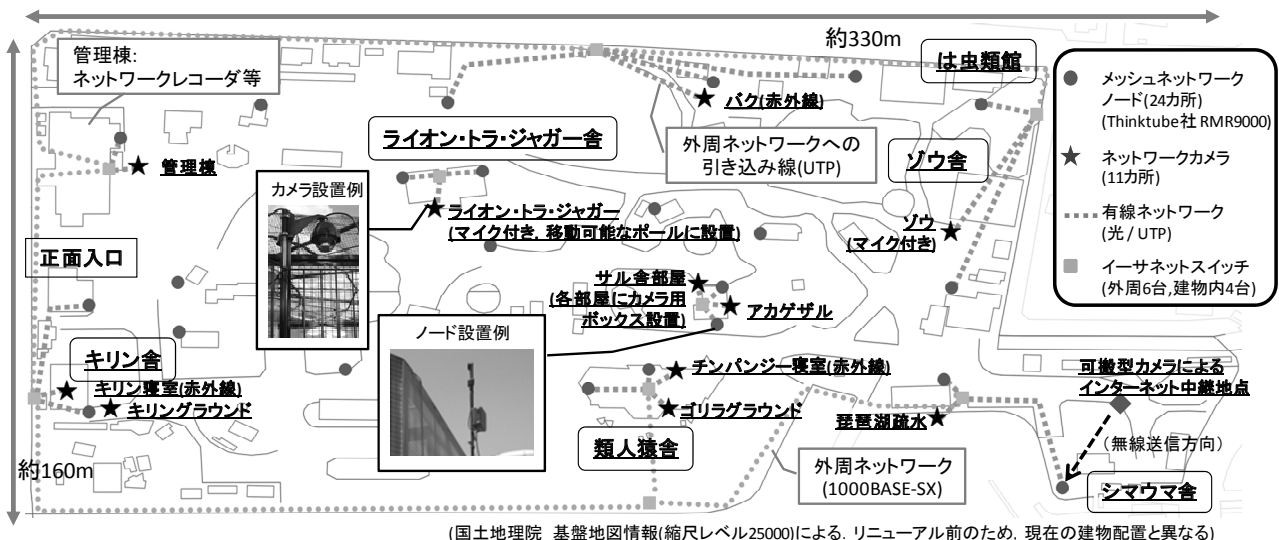 約330m
管理棟:
ネットワークレコーダ等
は虫類館
バク(赤外線)
ライオン・トラ・ジャガー舎
外周ネットワークへの
引き込み線(UTP)
ゾウ舎
管理棟
カメラ設置例
ライオン・トラ・ジャガー
(マイク付き，移動可能なポールに設置)
ゾウ
(マイク付き)
正面入口
サル舎部屋
(各部屋にカメラ用
ボックス設置)
アカゲザル
ノード設置例
キリン舎
キリン寝室(赤外線)
キリングラウンド
チンパンジー寝室(赤外線)
ゴリラグラウンド
類人猿舎
琵琶湖疏水
可搬型カメラによる
インターネット中継地点
(無線送信方向)
外周ネットワーク
(1000BASE-SX)
シマウマ舎
約160m
メッシュネットワーク
ノード(24カ所)
(Thinktube社 RMR9000)
ネットワークカメラ
(11カ所)
有線ネットワーク
(光 / UTP)
イーサネットスイッチ
(外周6台,建物内4台)
(国土地理院 基盤地図情報(縮尺レベル25000)による．リニューアル前のため，現在の建物配置と異なる)